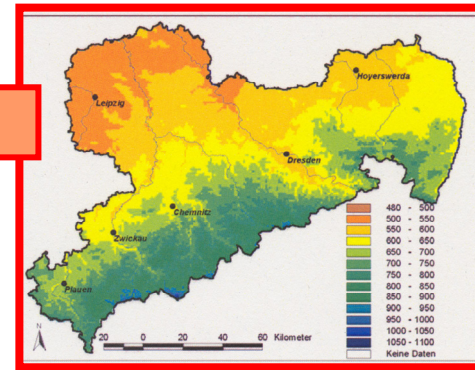 Hoyerswerda
Leipzig
Dresden
Chemnitz
Zwickau
Plauen
480 - 500
500 - 550
550 - 600
600 - 650
650 - 700
700 - 750
750 - 800
800 - 850
850 - 900
900 - 950
950 - 1000
1000 - 1050
1050 - 1100
Keine Daten
N
20 0 20 40 60 Kilometer